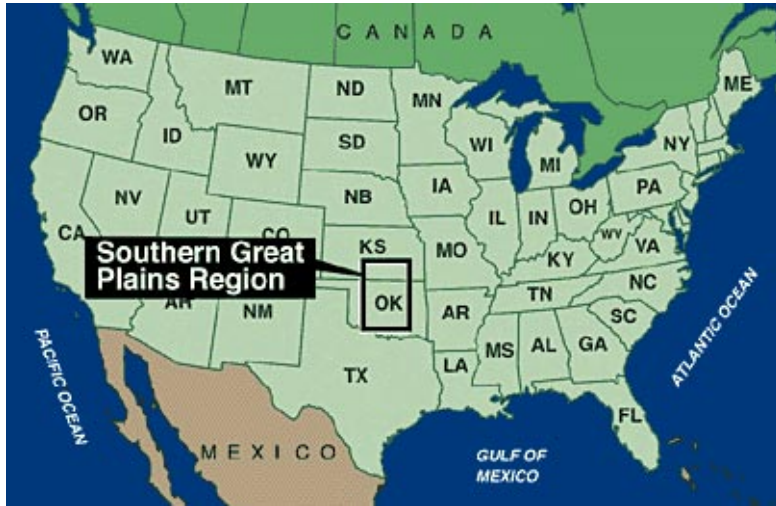 CANADA
WA
MT
ND
MN
ME
OR
ID
SD
WI
MI
NY
WY
NV
UT
CO
NB
IA
IL
IN
OH
PA
CA
KS
MO
WV
VA
KY
Southern Great
Plains Region
OK
AR
TN
NC
SC
AR
NM
TX
LA
MS
AL
GA
FL
PACIFIC OCEAN
ATLANTIC OCEAN
MEXICO
GULF OF
MEXICO